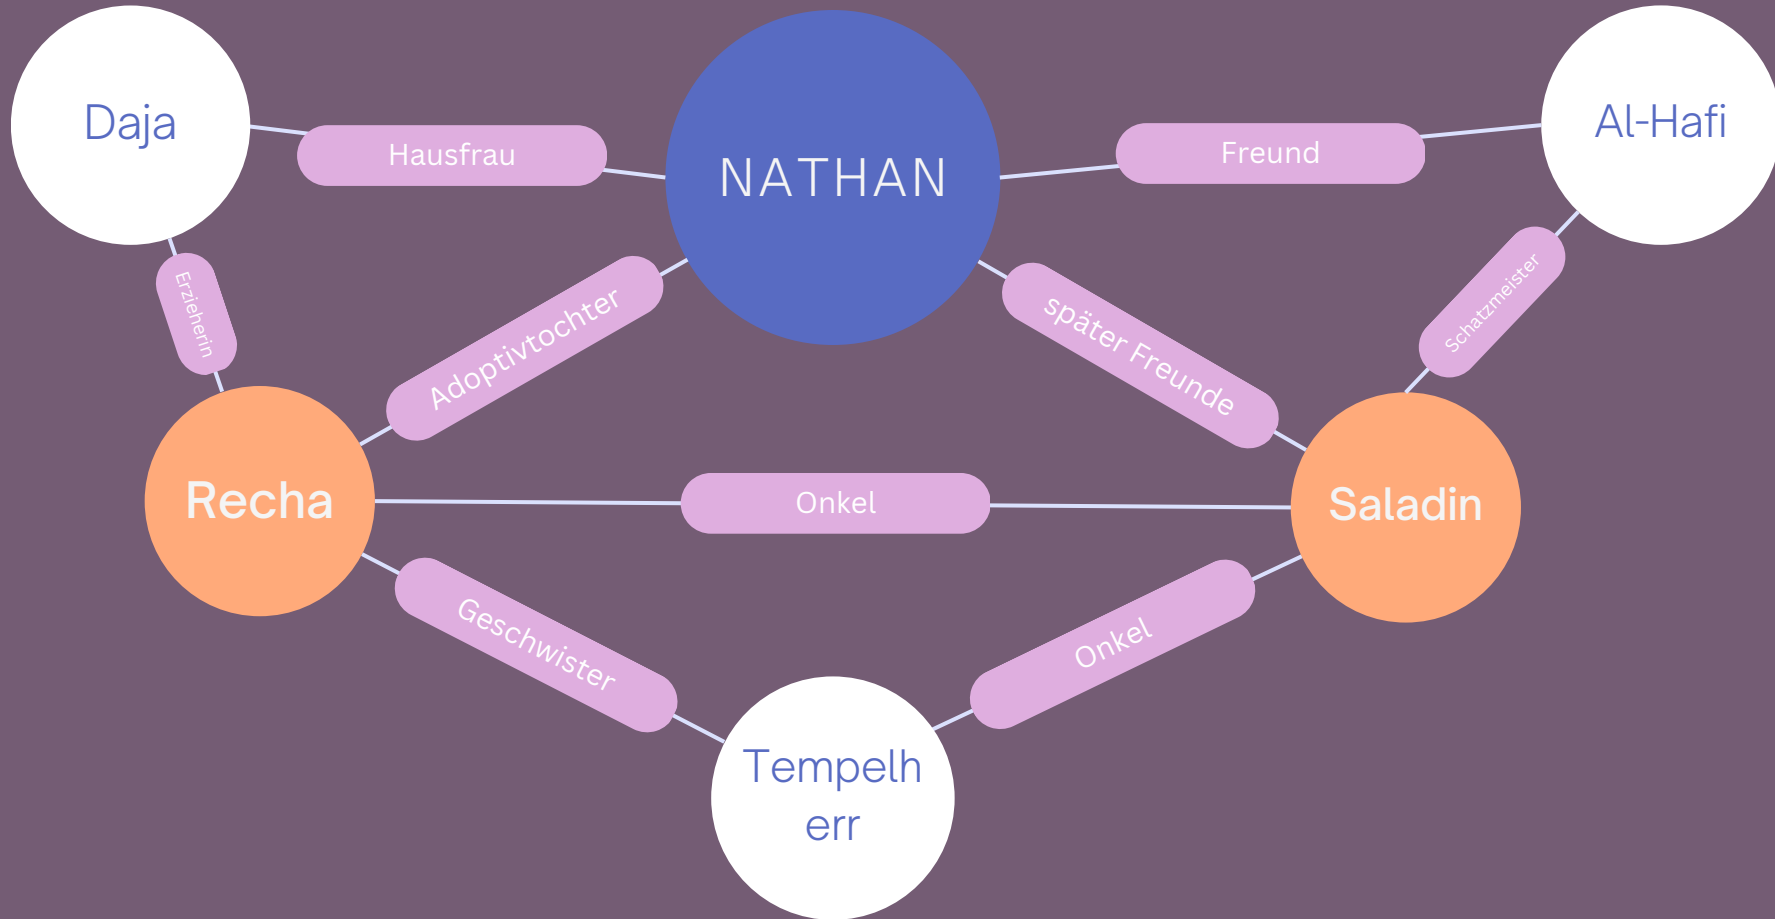 Daja
Hausfrau
NATHAN
Freund
Al-Hafi
Erzieherin
Adoptivtochter
später Freunde
Schatzmeister
Recha
Onkel
Saladin
Geschwister
Onkel
Tempelh
err